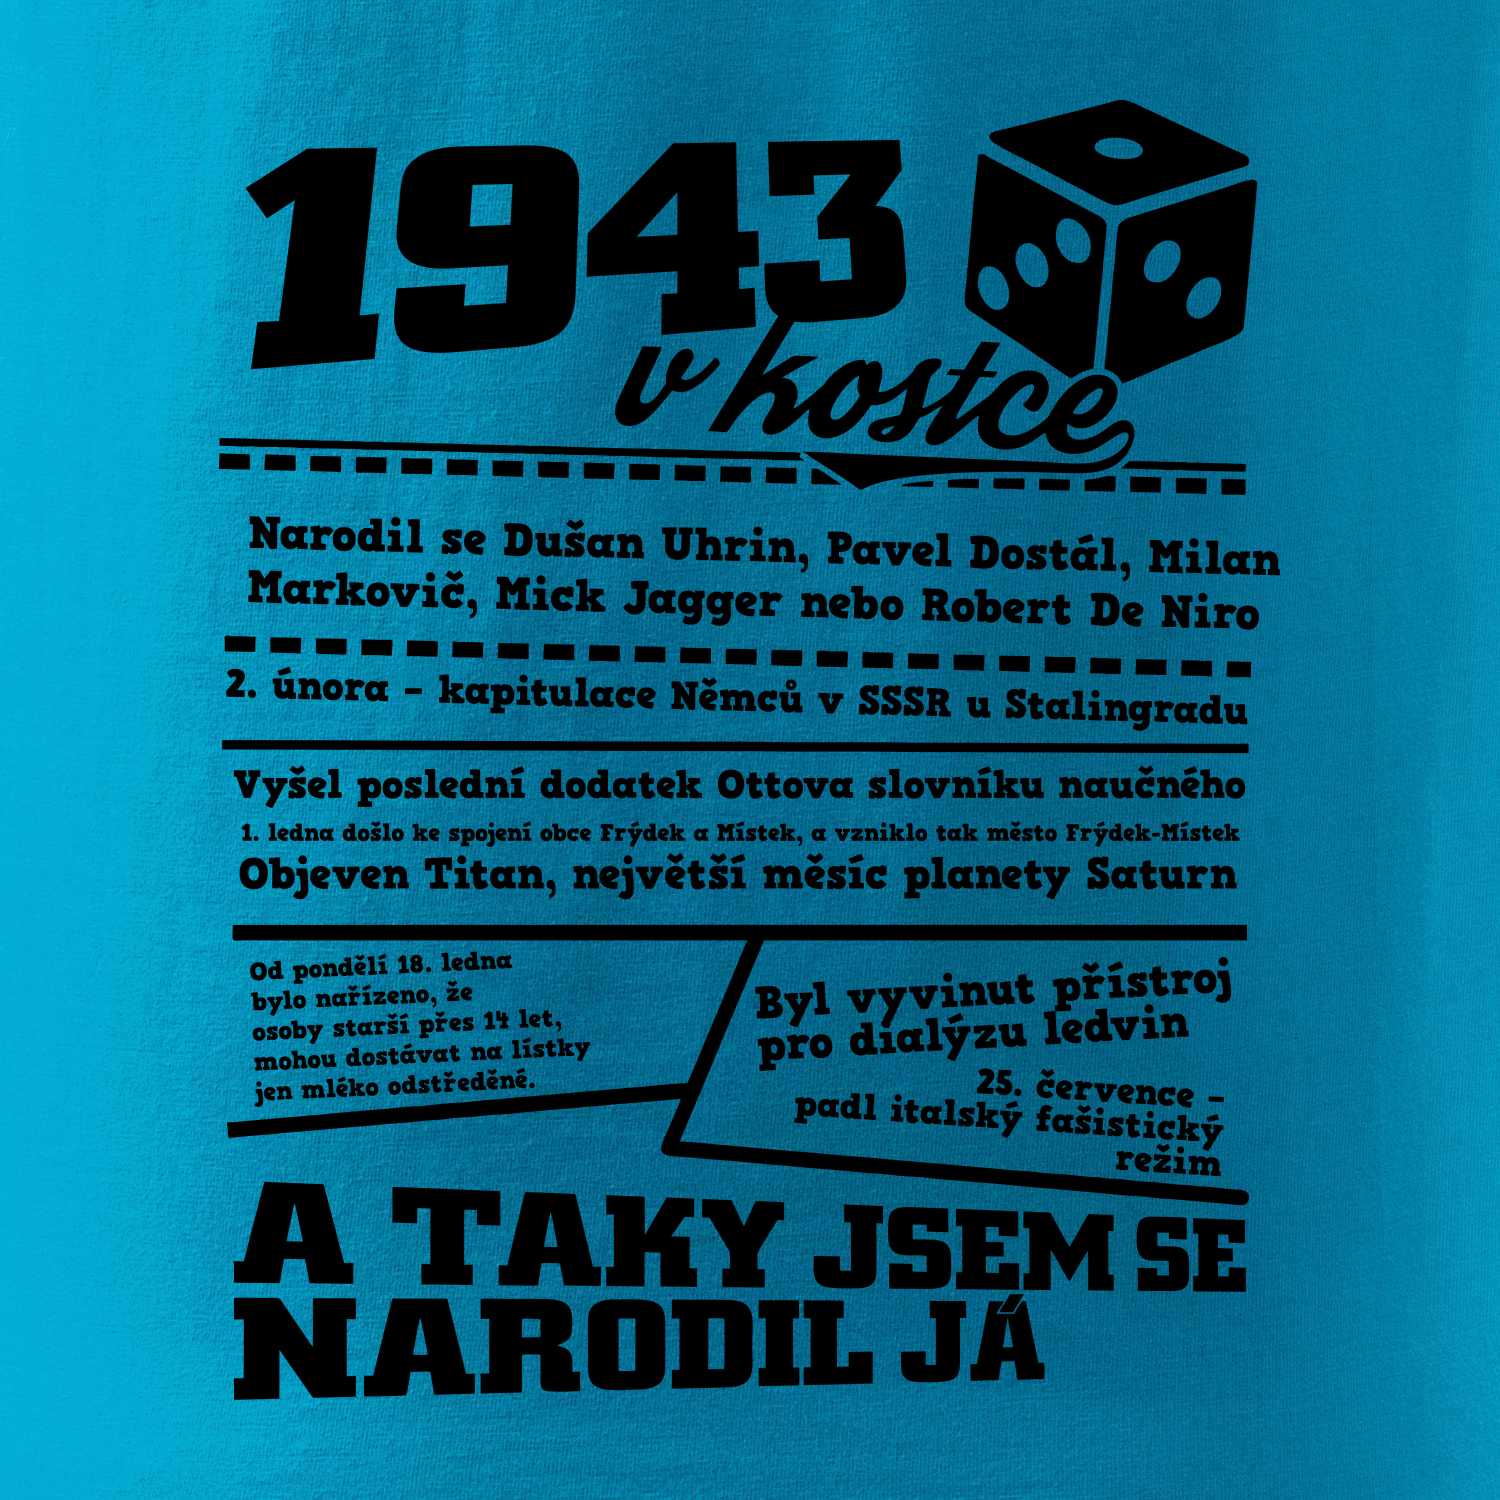 1943
v kostce
Narodil se Dušan Uhrin, Pavel Dostál, Milan
Markovič, Mick Jagger nebo Robert De Niro
2. února – kapitulace Němců v SSSR u Stalingradu
Vyšel poslední dodatek Ottova slovníku naučného
1. ledna došlo ke spojení obce Frýdek a Místek, a vzniklo tak město Frýdek-Místek
Objeven Titan, největší měsíc planety Saturn
Od pondělí 18. ledna
bylo nařízeno, že
osoby starší přes 14 let,
mohou dostávat na lístky
jen mléko odstředěné.
Byl vyvinut přístroj
pro dialýzu ledvin
25. července –
padl italský fašistický
režim
A TAKY JSEM SE
NARODIL JÁ